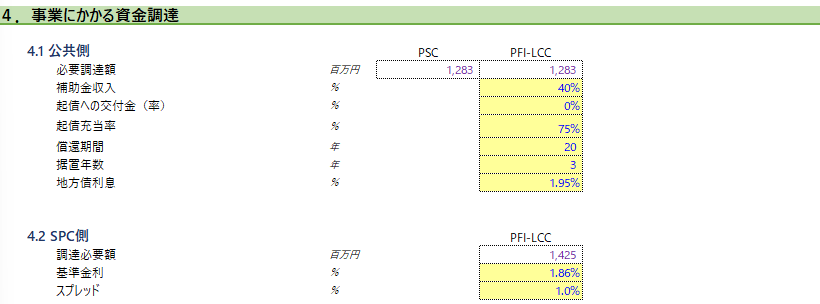 4．事業にかかる資金調達
4.1 公共側 PSC PFI-LCC
必要調達額 百万円 1,283 1,283
補助金収入 % 40%
起債への交付金（率） % 0%
起債充当率 % 75%
償還期間 年 20
据置年数 年 3
地方債利息 % 1.95%
4.2 SPC側 PFI-LCC
調達必要額 百万円 1,425
基準金利 % 1.86%
スプレッド % 1.0%